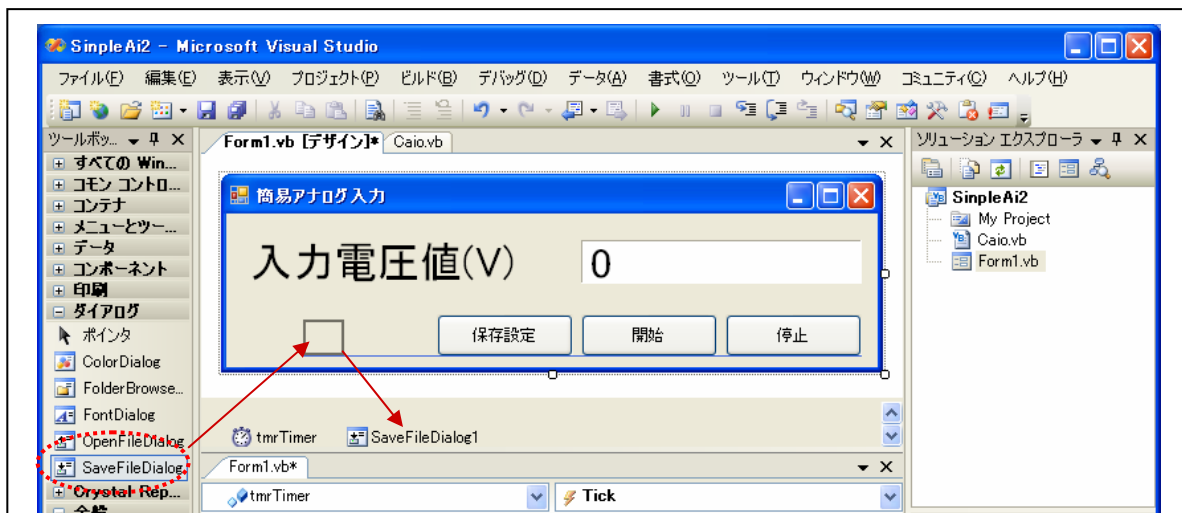 SinpleAi2 - Microsoft Visual Studio
ファイル(F) 編集(E) 表示(V) プロジェクト(P) ビルド(B) デバッグ(D) データ(A) 書式(O) ツール(T) ウィンドウ(W) コミュニティ(C) ヘルプ(H)
ツールボッ...
すべての Win...
コモン コントロ...
コンテナ
メニューとツー...
データ
コンポーネント
印刷
ダイアログ
ポインタ
ColorDialog
FolderBrowse...
FontDialog
OpenFileDialog
SaveFileDialog
Crystal Rep...
全般
Form1.vb [デザイン]* Caio.vb
簡易アナログ入力
入力電圧値(V) 0
保存設定 開始 停止
tmrTimer SaveFileDialog1
Form1.vb*
tmrTimer Tick
ソリューション エクスプローラ
SinpleAi2
My Project
Caio.vb
Form1.vb